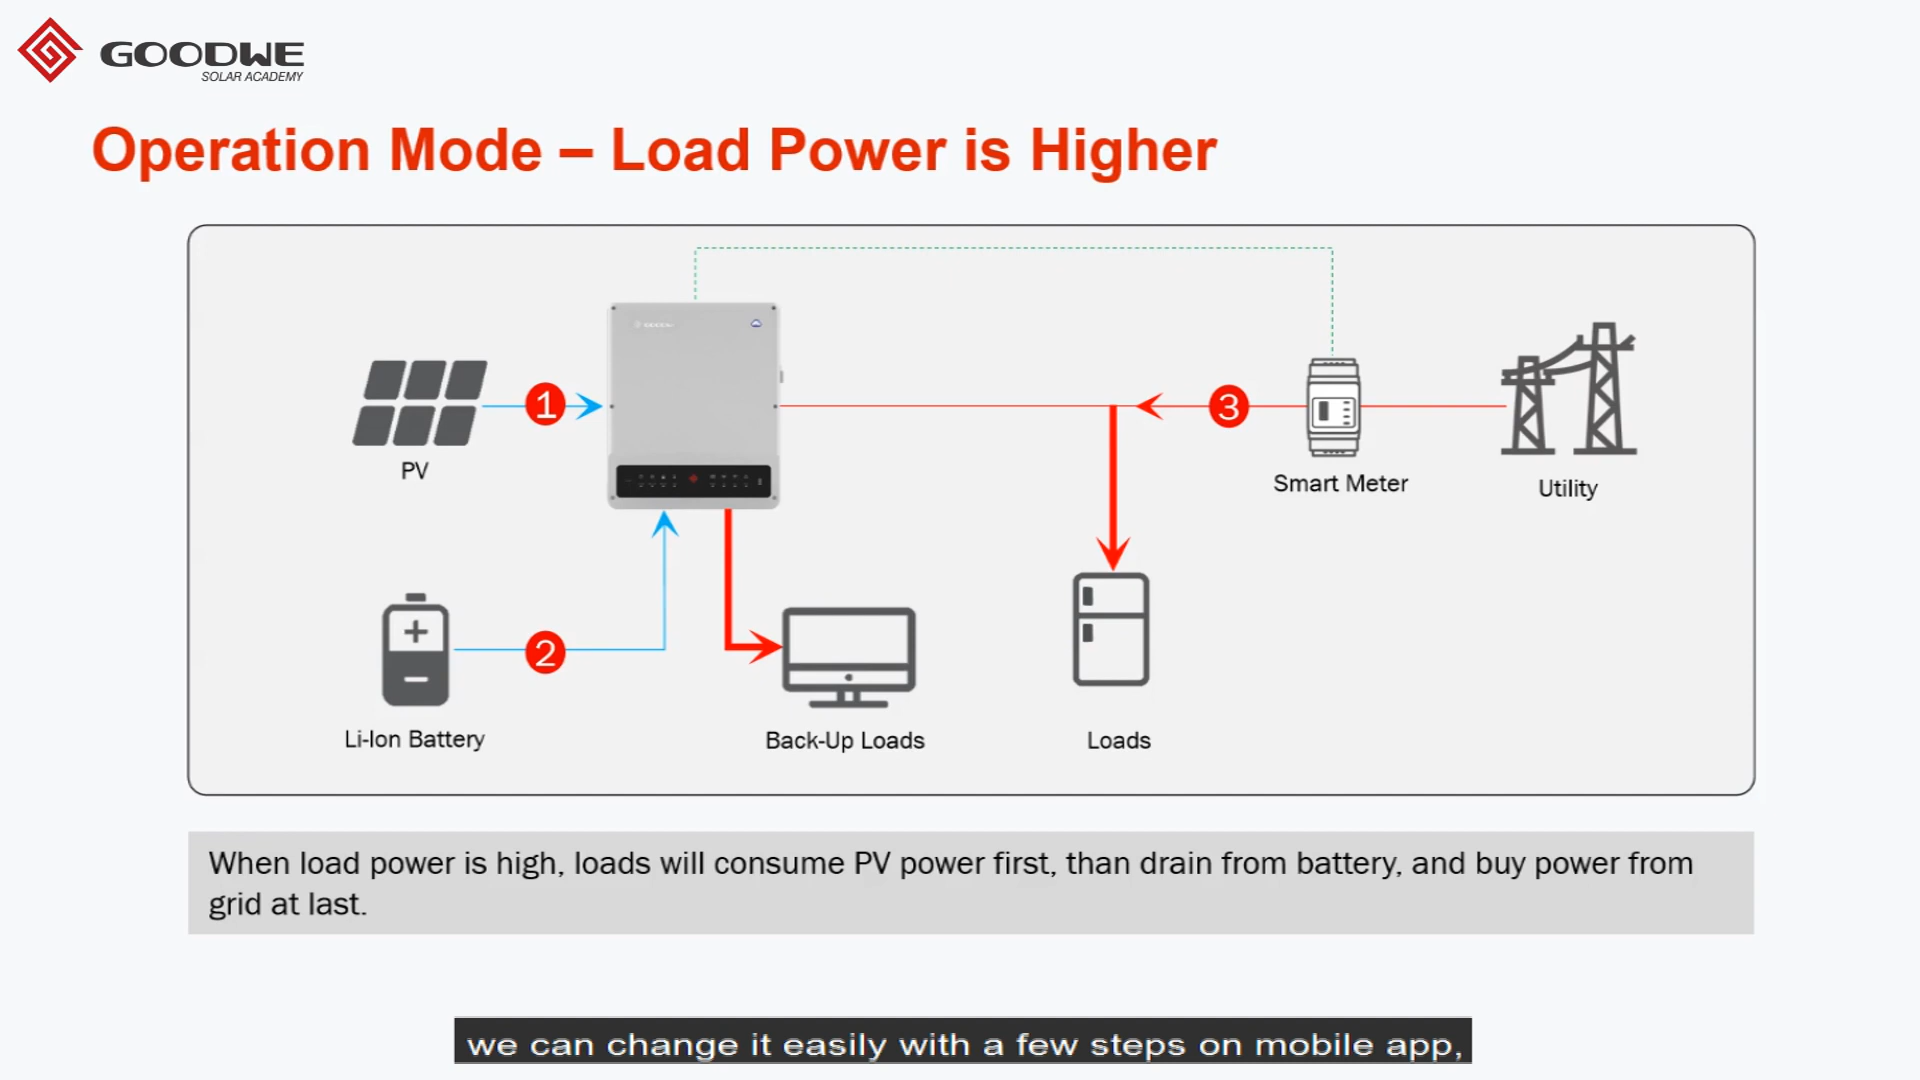 GOODWE
SOLAR ACADEMY
Operation Mode – Load Power is Higher
1
3
PV
Smart Meter
Utility
2
Li-Ion Battery
Back-Up Loads
Loads
When load power is high, loads will consume PV power first, than drain from battery, and buy power from
grid at last.
we can change it easily with a few steps on mobile app,